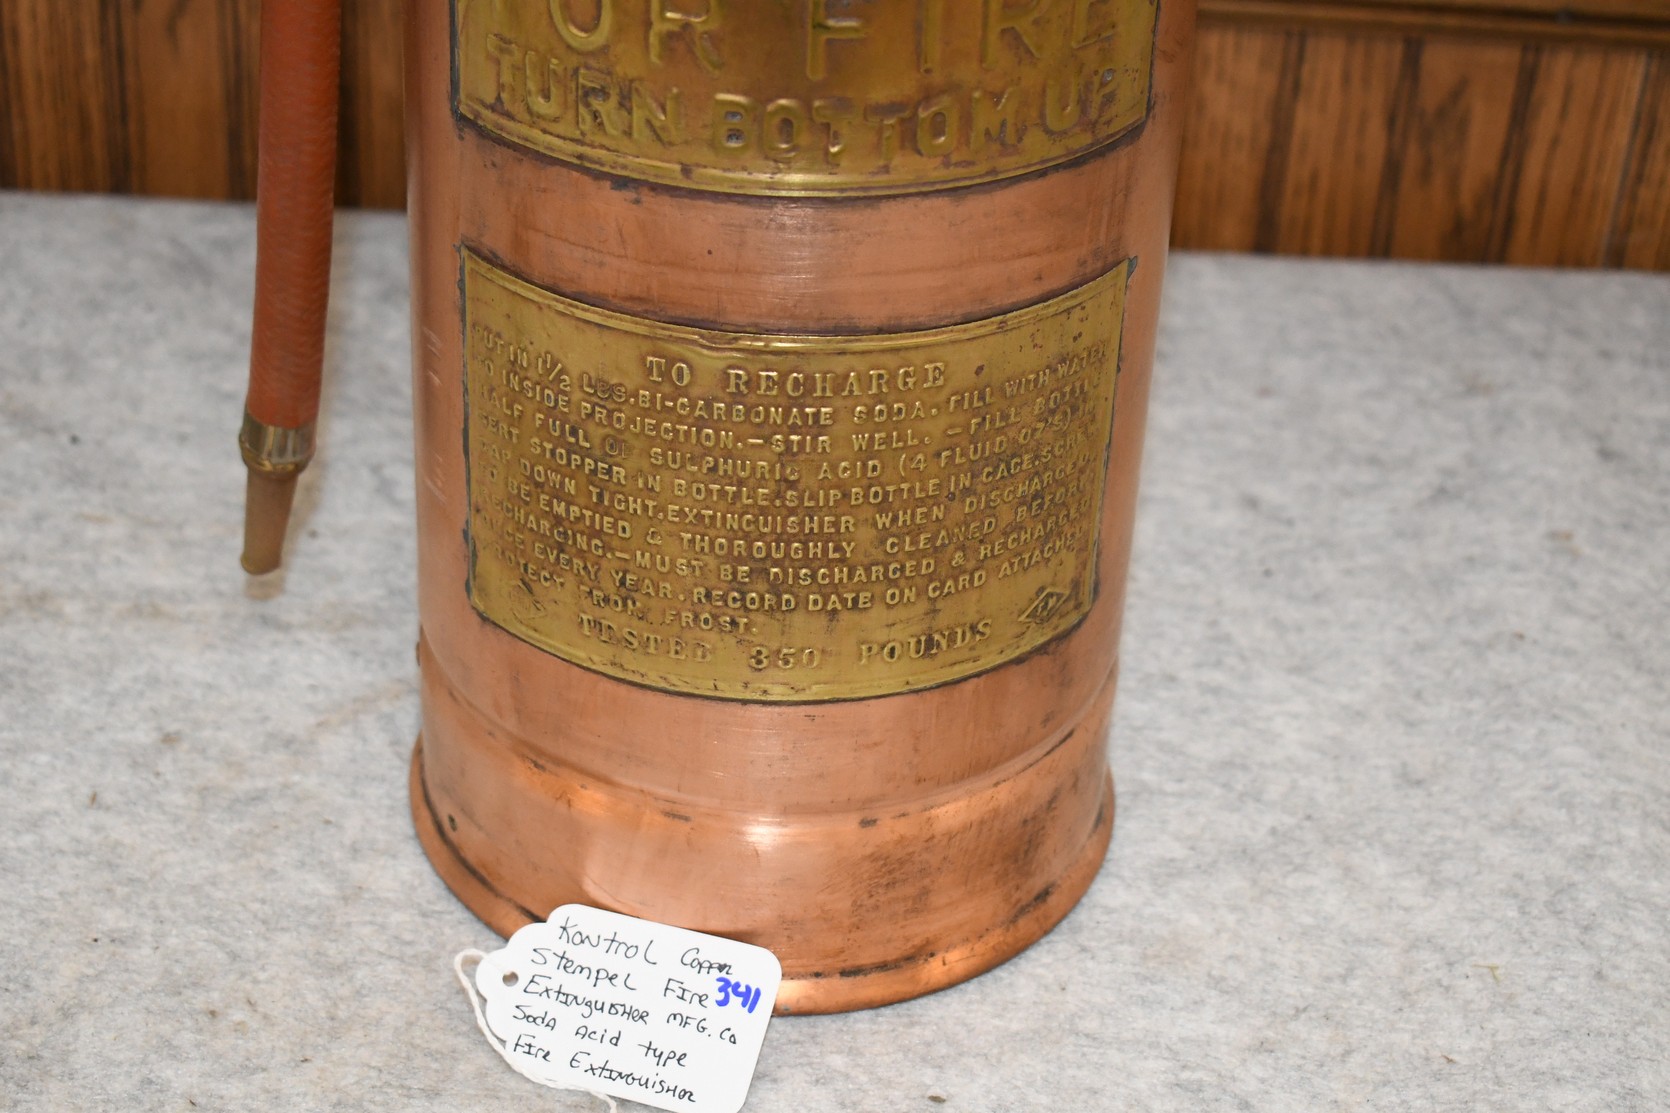 FOR FIRE
TURN BOTTOM UP
TO RECHARGE
PUT IN 1 1/2 LBS. BI-CARBONATE SODA. FILL WITH WATER
TO INSIDE PROJECTION.—STIR WELL.—FILL BOTTLE
HALF FULL OF SULPHURIC ACID (4 FLUID OZ'S) IN-
SERT STOPPER IN BOTTLE. SLIP BOTTLE IN CAGE. SCREW
CAP DOWN TIGHT. EXTINGUISHER WHEN DISCHARGED,
TO BE EMPTIED & THOROUGHLY CLEANED BEFORE
RECHARGING.—MUST BE DISCHARGED & RECHARGED
ONCE EVERY YEAR. RECORD DATE ON CARD ATTACHED
PROTECT FROM FROST.
TESTED 350 POUNDS
Kontrol Copper
Stempel Fire 341
Extinguisher MFG. Co
Soda Acid type
Fire Extinguisher